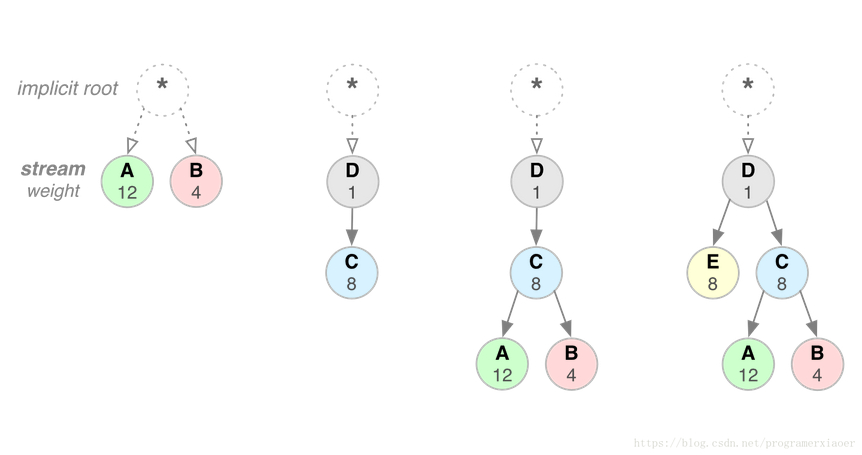 implicit root
* * * *
stream
weight
A
12
B
4
D
1
D
1
D
1
C
8
C
8
E
8
C
8
A
12
B
4
A
12
B
4
https://blog.csdn.net/programerxiaoer